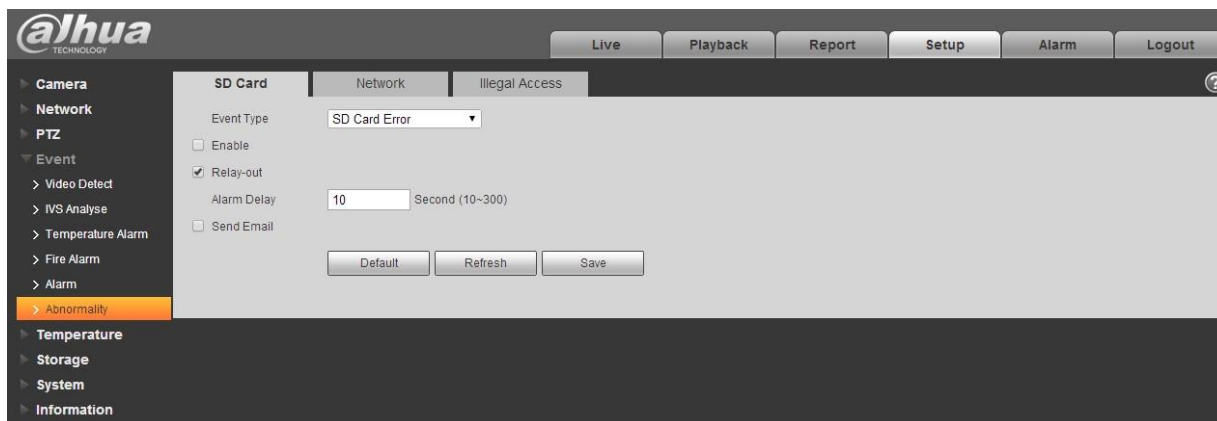 alhua
TECHNOLOGY
Live Playback Report Setup Alarm Logout
Camera
Network
PTZ
Event
> Video Detect
> IVS Analyse
> Temperature Alarm
> Fire Alarm
> Alarm
> Abnormality
Temperature
Storage
System
Information
SD Card Network Illegal Access
?
Event Type SD Card Error
Enable
Relay-out
Alarm Delay 10 Second (10~300)
Send Email
Default Refresh Save